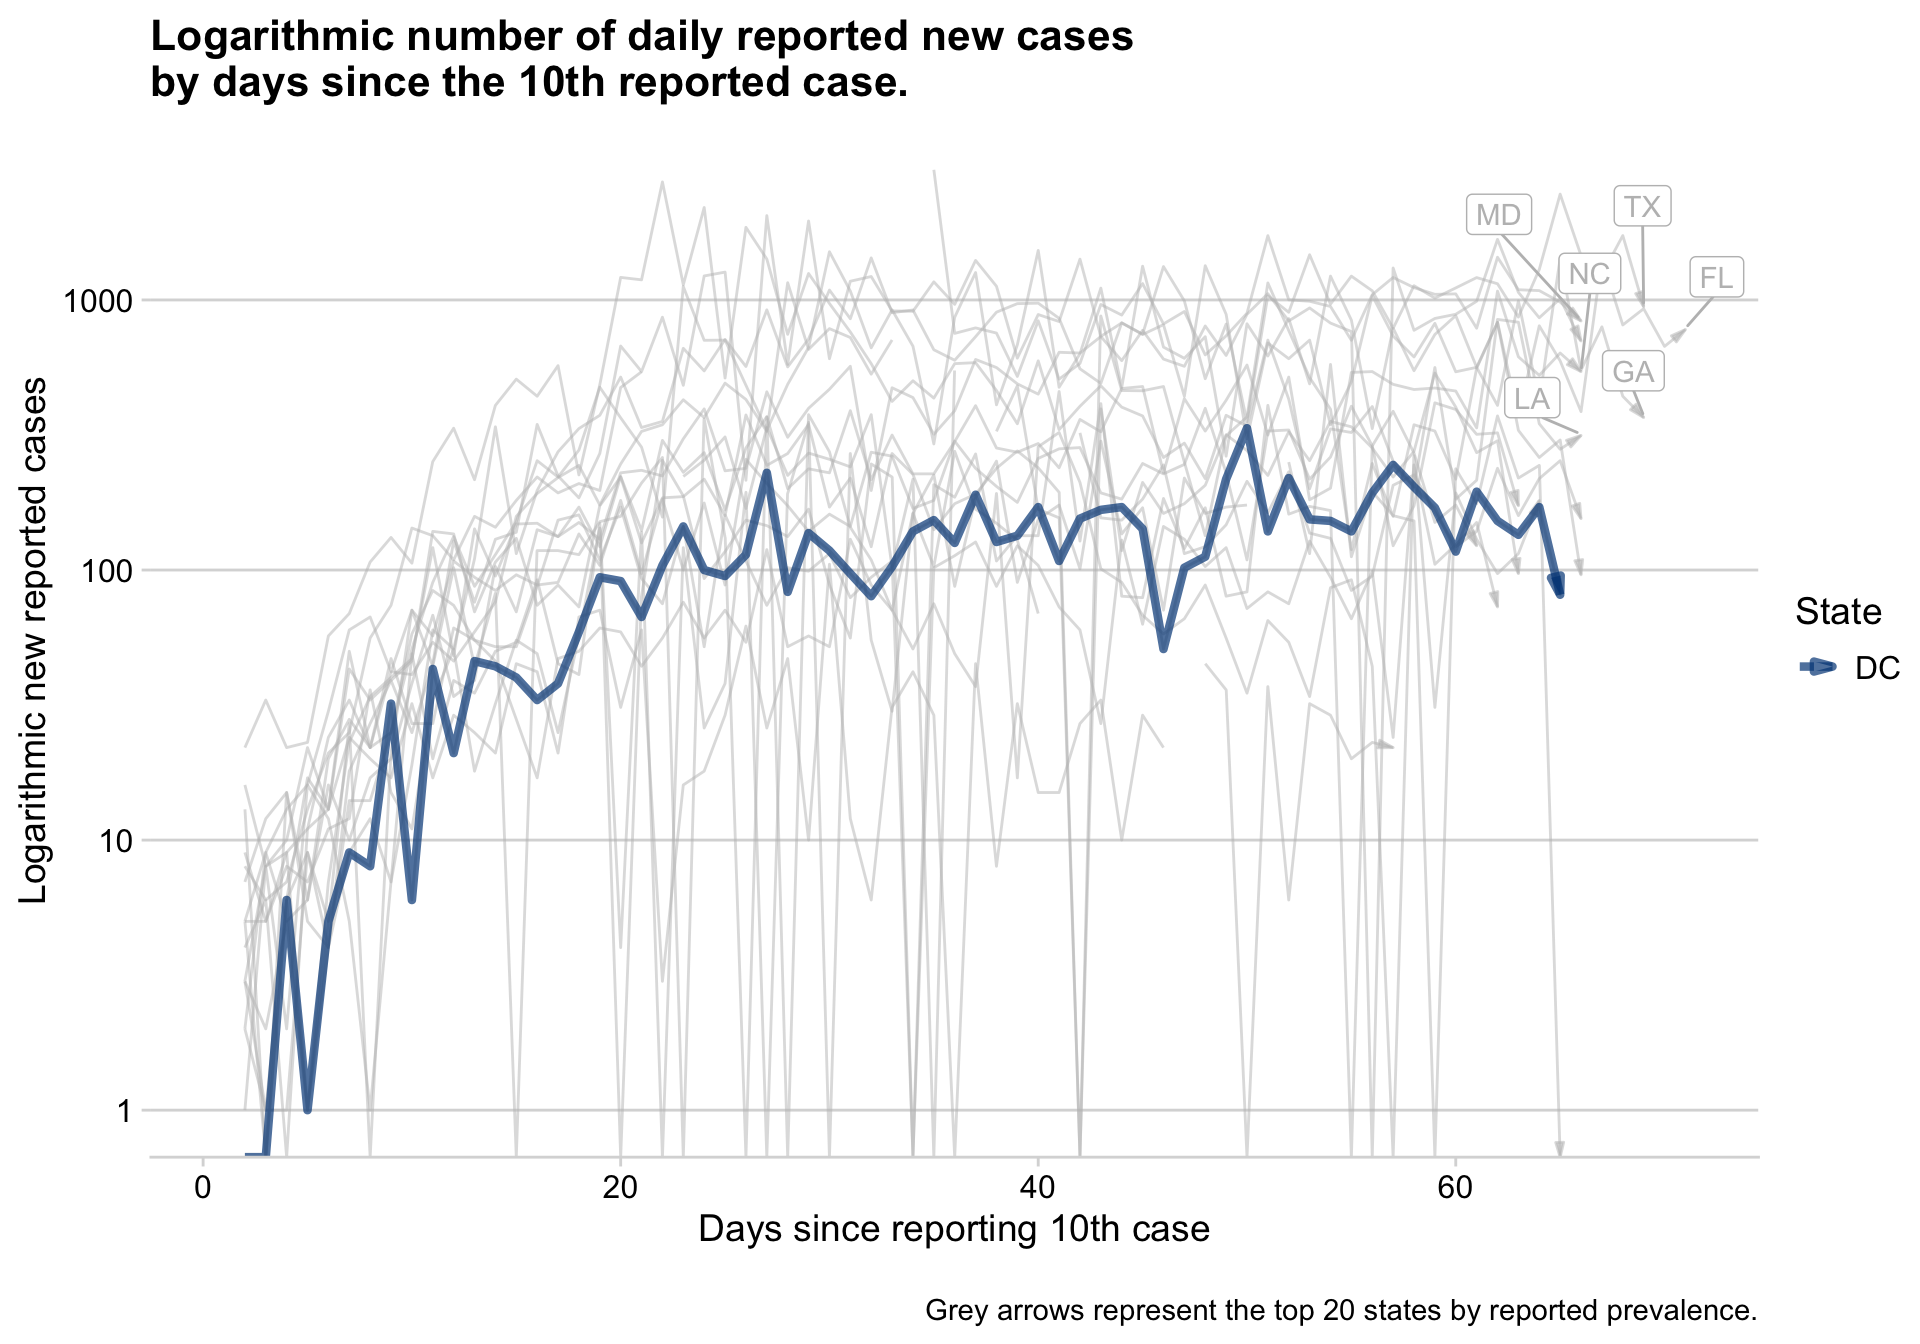 Logarithmic number of daily reported new cases
by days since the 10th reported case.
MD
TX
NC
FL
GA
LA
1000
100
10
1
Logarithmic new reported cases
0
20
40
60
Days since reporting 10th case
State
DC
Grey arrows represent the top 20 states by reported prevalence.